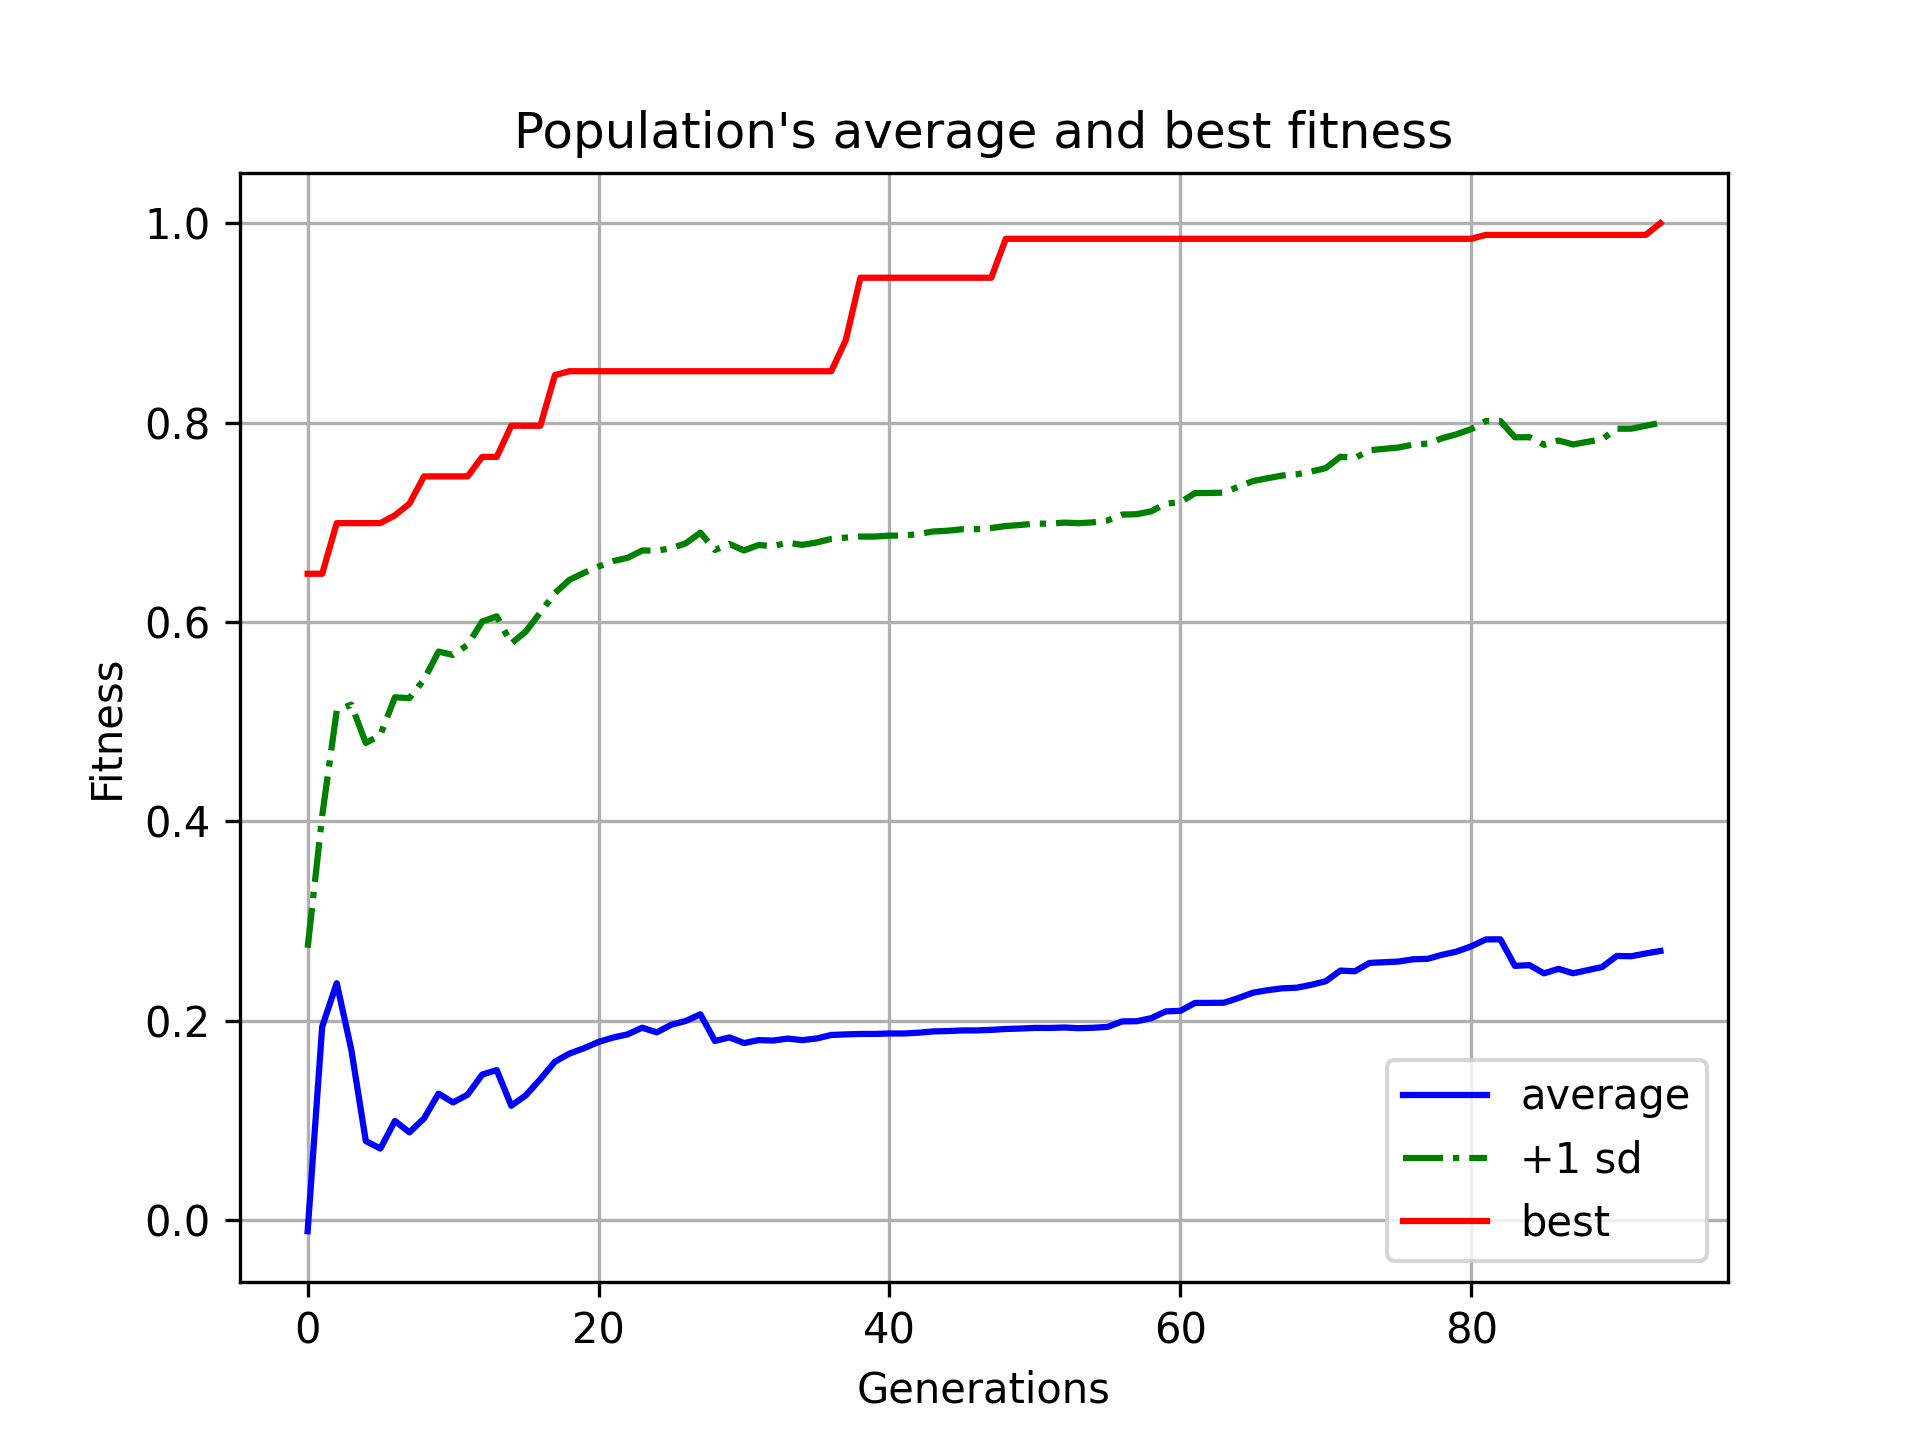 Population's average and best fitness
1.0
0.8
0.6
0.4
0.2
0.0
Fitness
0 20 40 60 80
Generations
average
+1 sd
best